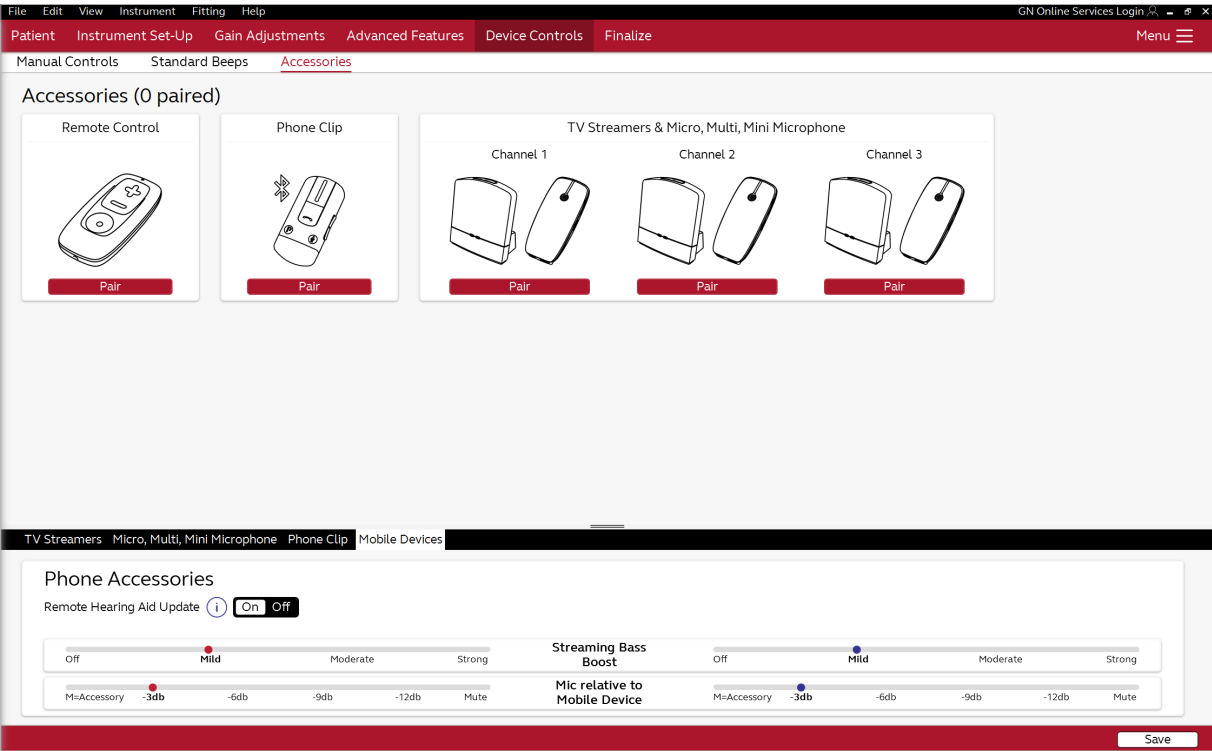 File Edit View Instrument Fitting Help GN Online Services Login
Patient Instrument Set-Up Gain Adjustments Advanced Features Device Controls Finalize Menu
Manual Controls Standard Beeps Accessories
Accessories (0 paired)
Remote Control Phone Clip TV Streamers & Micro, Multi, Mini Microphone
Channel 1 Channel 2 Channel 3
Pair Pair Pair Pair Pair
TV Streamers Micro, Multi, Mini Microphone Phone Clip Mobile Devices
Phone Accessories
Remote Hearing Aid Update i On Off
Streaming Bass
Boost
Off Mild Moderate Strong Off Mild Moderate Strong
Mic relative to
Mobile Device
M=Accessory -3db -6db -9db -12db Mute M=Accessory -3db -6db -9db -12db Mute
Save